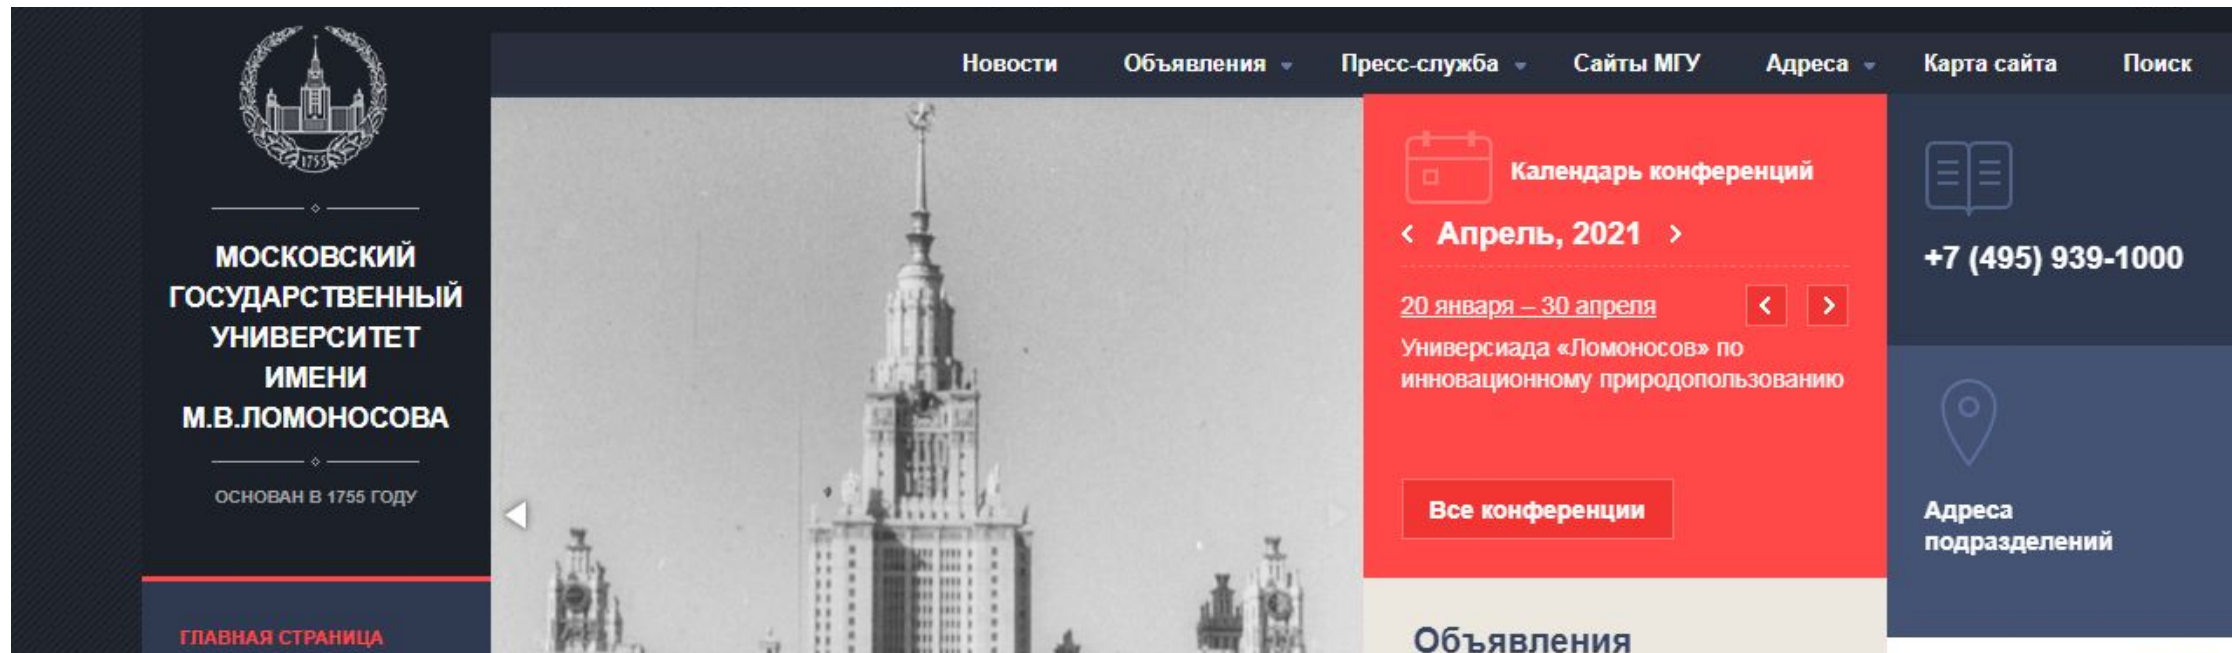 1755
МОСКОВСКИЙ
ГОСУДАРСТВЕННЫЙ
УНИВЕРСИТЕТ
ИМЕНИ
М.В.ЛОМОНОСОВА
ОСНОВАН В 1755 ГОДУ
ГЛАВНАЯ СТРАНИЦА
Новости Объявления Пресс-служба Сайты МГУ Адреса Карта сайта Поиск
Календарь конференций
Апрель, 2021
20 января – 30 апреля
Универсиада «Ломоносов» по
инновационному природопользованию
Все конференции
Объявления
+7 (495) 939-1000
Адреса
подразделений